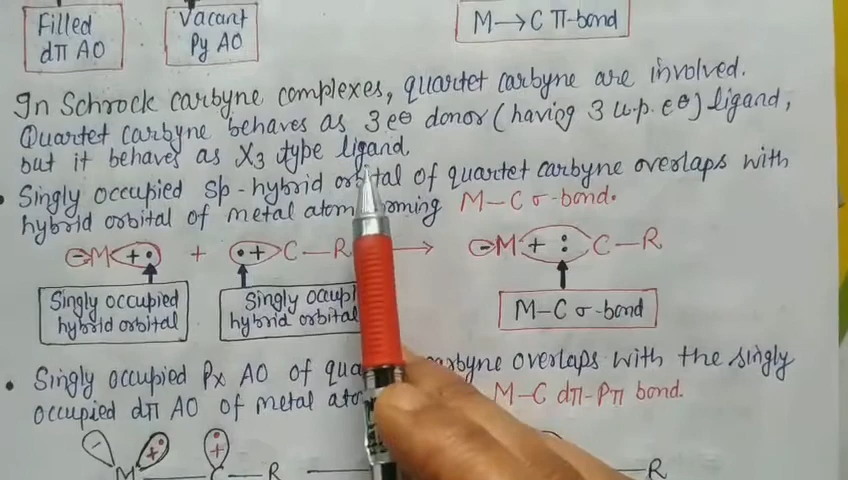 Filled
dπ AO
Vacant
Py AO
M→C π-bond
In Schrock carbyne complexes, quartet carbyne are involved.
Quartet carbyne behaves as 3 e⊖ donor (having 3 u.p. e⊖) ligand,
but it behaves as X3 type ligand
• Singly occupied sp-hybrid orbital of quartet carbyne overlaps with
hybrid orbital of metal atom forming M–C σ-bond.
−M + + + C–R → −M + : C–R
Singly occupied
hybrid orbital
Singly occupi
hybrid orbital
M–C σ-bond
• Singly occupied Px AO of qua carbyne overlaps with the singly
occupied dπ AO of metal ato M–C dπ-Pπ bond.
− + + 
M C–R R